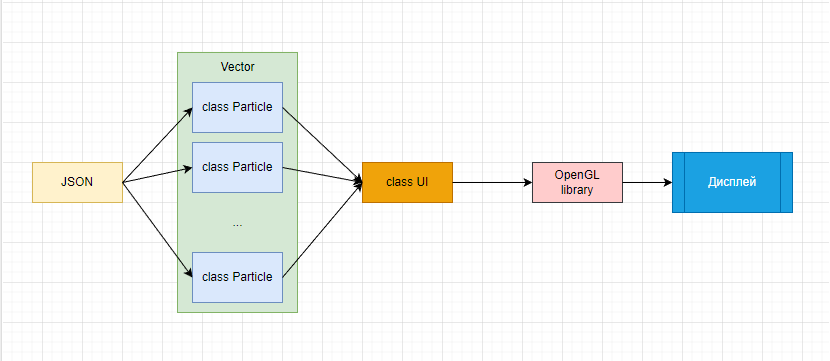 Vector
class Particle
class Particle
...
class Particle
JSON
class UI
OpenGL
library
Дисплей